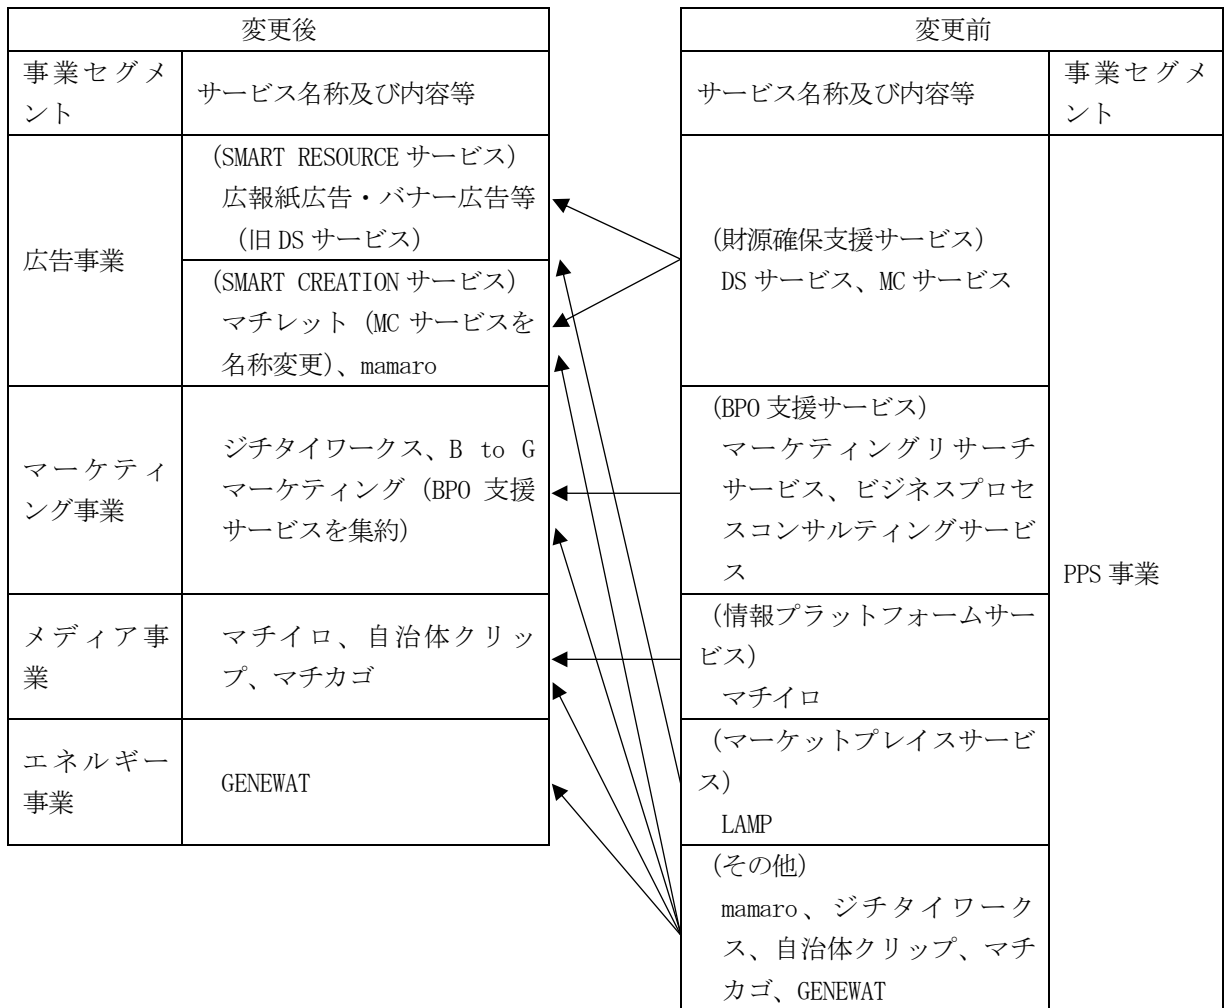 変更後
事業セグメ
ント
サービス名称及び内容等
広告事業
(SMART RESOURCE サービス)
広報紙広告・バナー広告等
(旧 DS サービス)
(SMART CREATION サービス)
マチレット (MC サービスを
名称変更)、mamaro
マーケティ
ング事業
ジチタイワークス、B to G
マーケティング (BPO 支援
サービスを集約)
メディア事
業
マチイロ、自治体クリッ
プ、マチカゴ
エネルギー
事業
GENEWAT
変更前
サービス名称及び内容等
事業セグメ
ント
(財源確保支援サービス)
DS サービス、MC サービス
(BPO 支援サービス)
マーケティングリサーチ
サービス、ビジネスプロセ
スコンサルティングサービ
ス
(情報プラットフォームサー
ビス)
マチイロ
(マーケットプレイスサービ
ス)
LAMP
(その他)
mamaro、ジチタイワーク
ス、自治体クリップ、マチ
カゴ、GENEWAT
PPS 事業